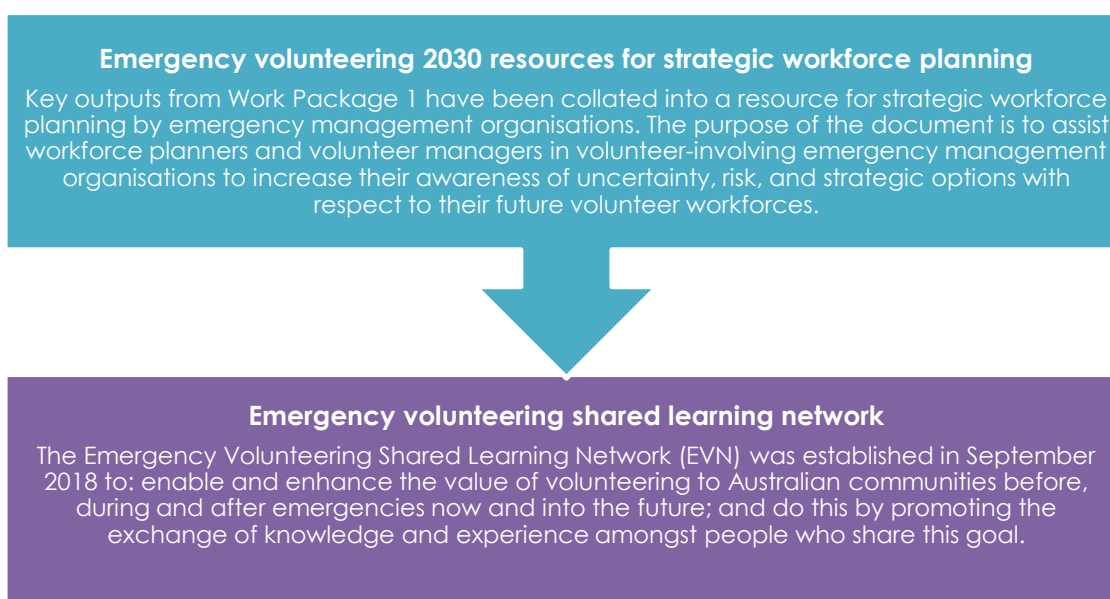 Emergency volunteering 2030 resources for strategic workforce planning
Key outputs from Work Package 1 have been collated into a resource for strategic workforce
planning by emergency management organisations. The purpose of the document is to assist
workforce planners and volunteer managers in volunteer-involving emergency management
organisations to increase their awareness of uncertainty, risk, and strategic options with
respect to their future volunteer workforces.
Emergency volunteering shared learning network
The Emergency Volunteering Shared Learning Network (EVN) was established in September
2018 to: enable and enhance the value of volunteering to Australian communities before,
during and after emergencies now and into the future; and do this by promoting the
exchange of knowledge and experience amongst people who share this goal.